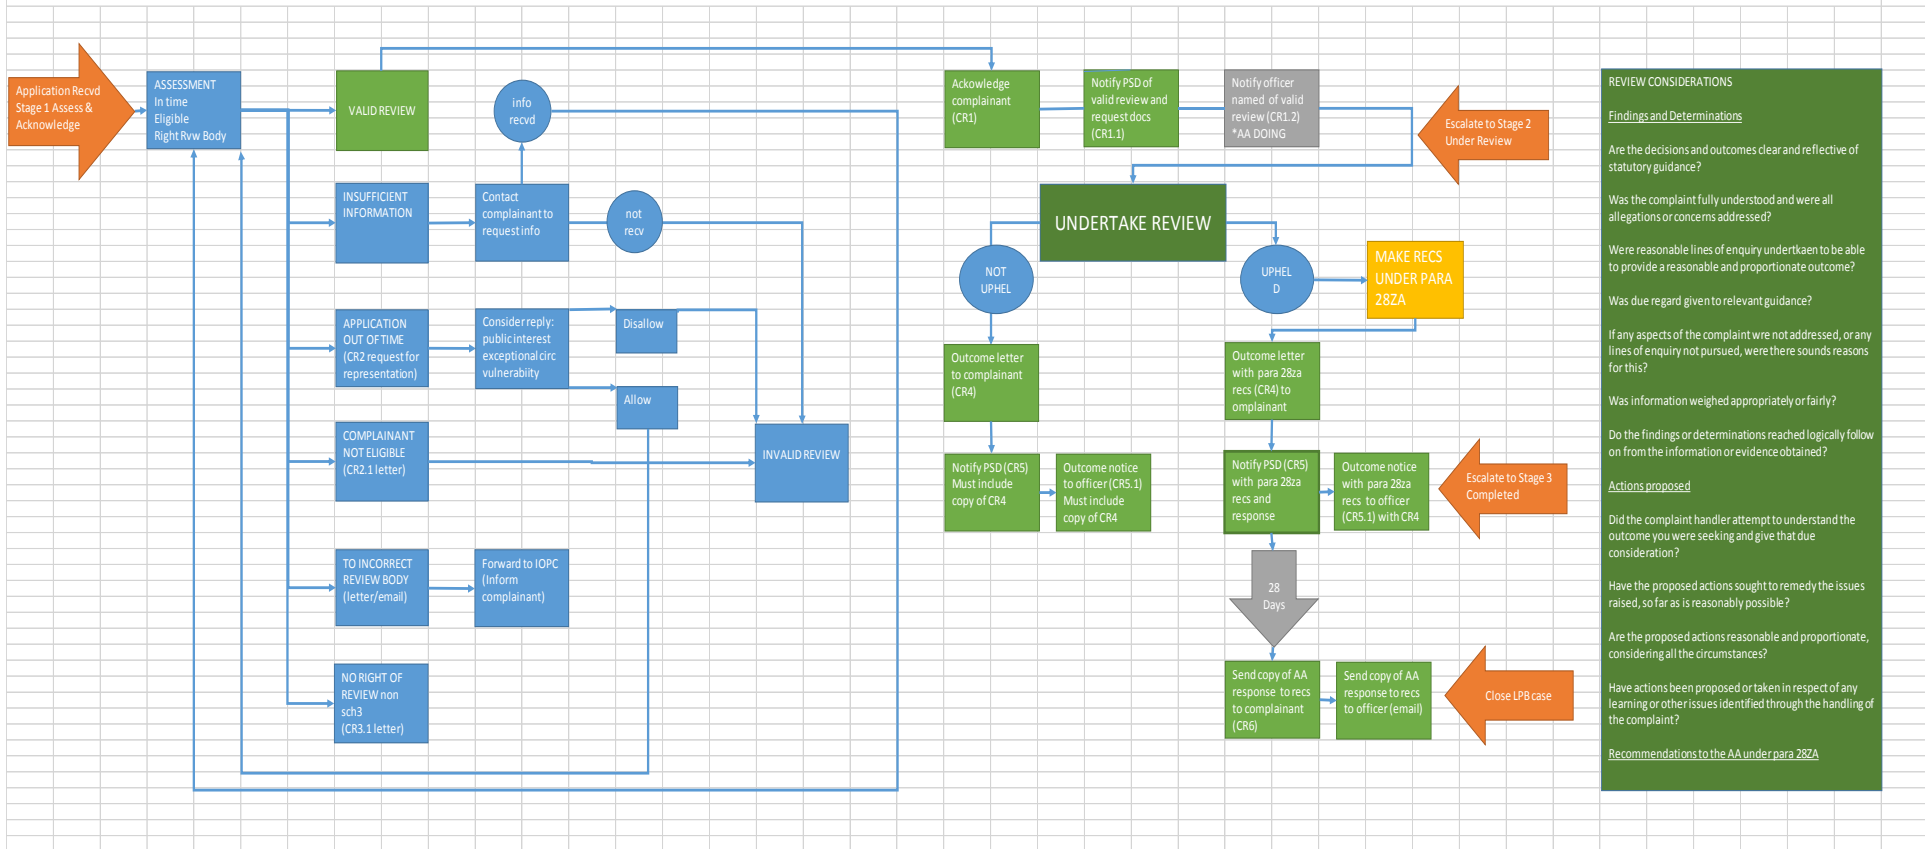 Application Recvd
Stage 1 Assess &
Acknowledge
ASSESSMENT
In time
Eligible
Right Rvw Body
VALID REVIEW
info
recvd
INSUFFICIENT
INFORMATION
Contact
complainant to
request info
not
recv
APPLICATION
OUT OF TIME
(CR2 request for
representation)
Consider reply:
public interest
exceptional circ
vulnerabiity
Disallow
Allow
COMPLAINANT
NOT ELIGIBLE
(CR2.1 letter)
INVALID REVIEW
TO INCORRECT
REVIEW BODY
(letter/email)
Forward to IOPC
(Inform
complainant)
NO RIGHT OF
REVIEW non
sch3
(CR3.1 letter)
Ackowledge
complainant
(CR1)
Notify PSD of
valid review and
request docs
(CR1.1)
Notify officer
named of valid
review (CR1.2)
*AA DOING
Escalate to Stage 2
Under Review
UNDERTAKE REVIEW
NOT
UPHEL
UPHEL
D
MAKE RECS
UNDER PARA
28ZA
Outcome letter
to complainant
(CR4)
Outcome letter
with para 28za
recs (CR4) to
omplainant
Notify PSD (CR5)
Must include
copy of CR4
Outcome notice
to officer (CR5.1)
Must include
copy of CR4
Notify PSD (CR5)
with para 28za
recs and
response
Outcome notice
with para 28za
recs to officer
(CR5.1) with CR4
Escalate to Stage 3
Completed
28
Days
Send copy of AA
response to recs
to complainant
(CR6)
Send copy of AA
response to recs
to officer (email)
Close LPB case
REVIEW CONSIDERATIONS
Findings and Determinations
Are the decisions and outcomes clear and reflective of
statutory guidance?
Was the complaint fully understood and were all
allegations or concerns addressed?
Were reasonable lines of enquiry undertkaen to be able
to provide a reasonable and proportionate outcome?
Was due regard given to relevant guidance?
If any aspects of the complaint wre not addressed, or any
lines of enquiry not pursued, were there sounds reasons
for this?
Was information weighed appropriately or fairly?
Do the findings or determinations reached logically follow
on from the information or evidence obtained?
Actions proposed
Did the complaint handler attempt to understand the
outcome you were seeking and give that due
consideration?
Have the proposed actions sought to remedy the issues
raised, so far as is reasonably possible?
Are the proposed actions reasonable and proportionate,
considering all the circumstances?
Have actions been proposed or taken in respect of any
learning or other issues identified through the handling of
the complaint?
Recommendations to the AA under para 28ZA